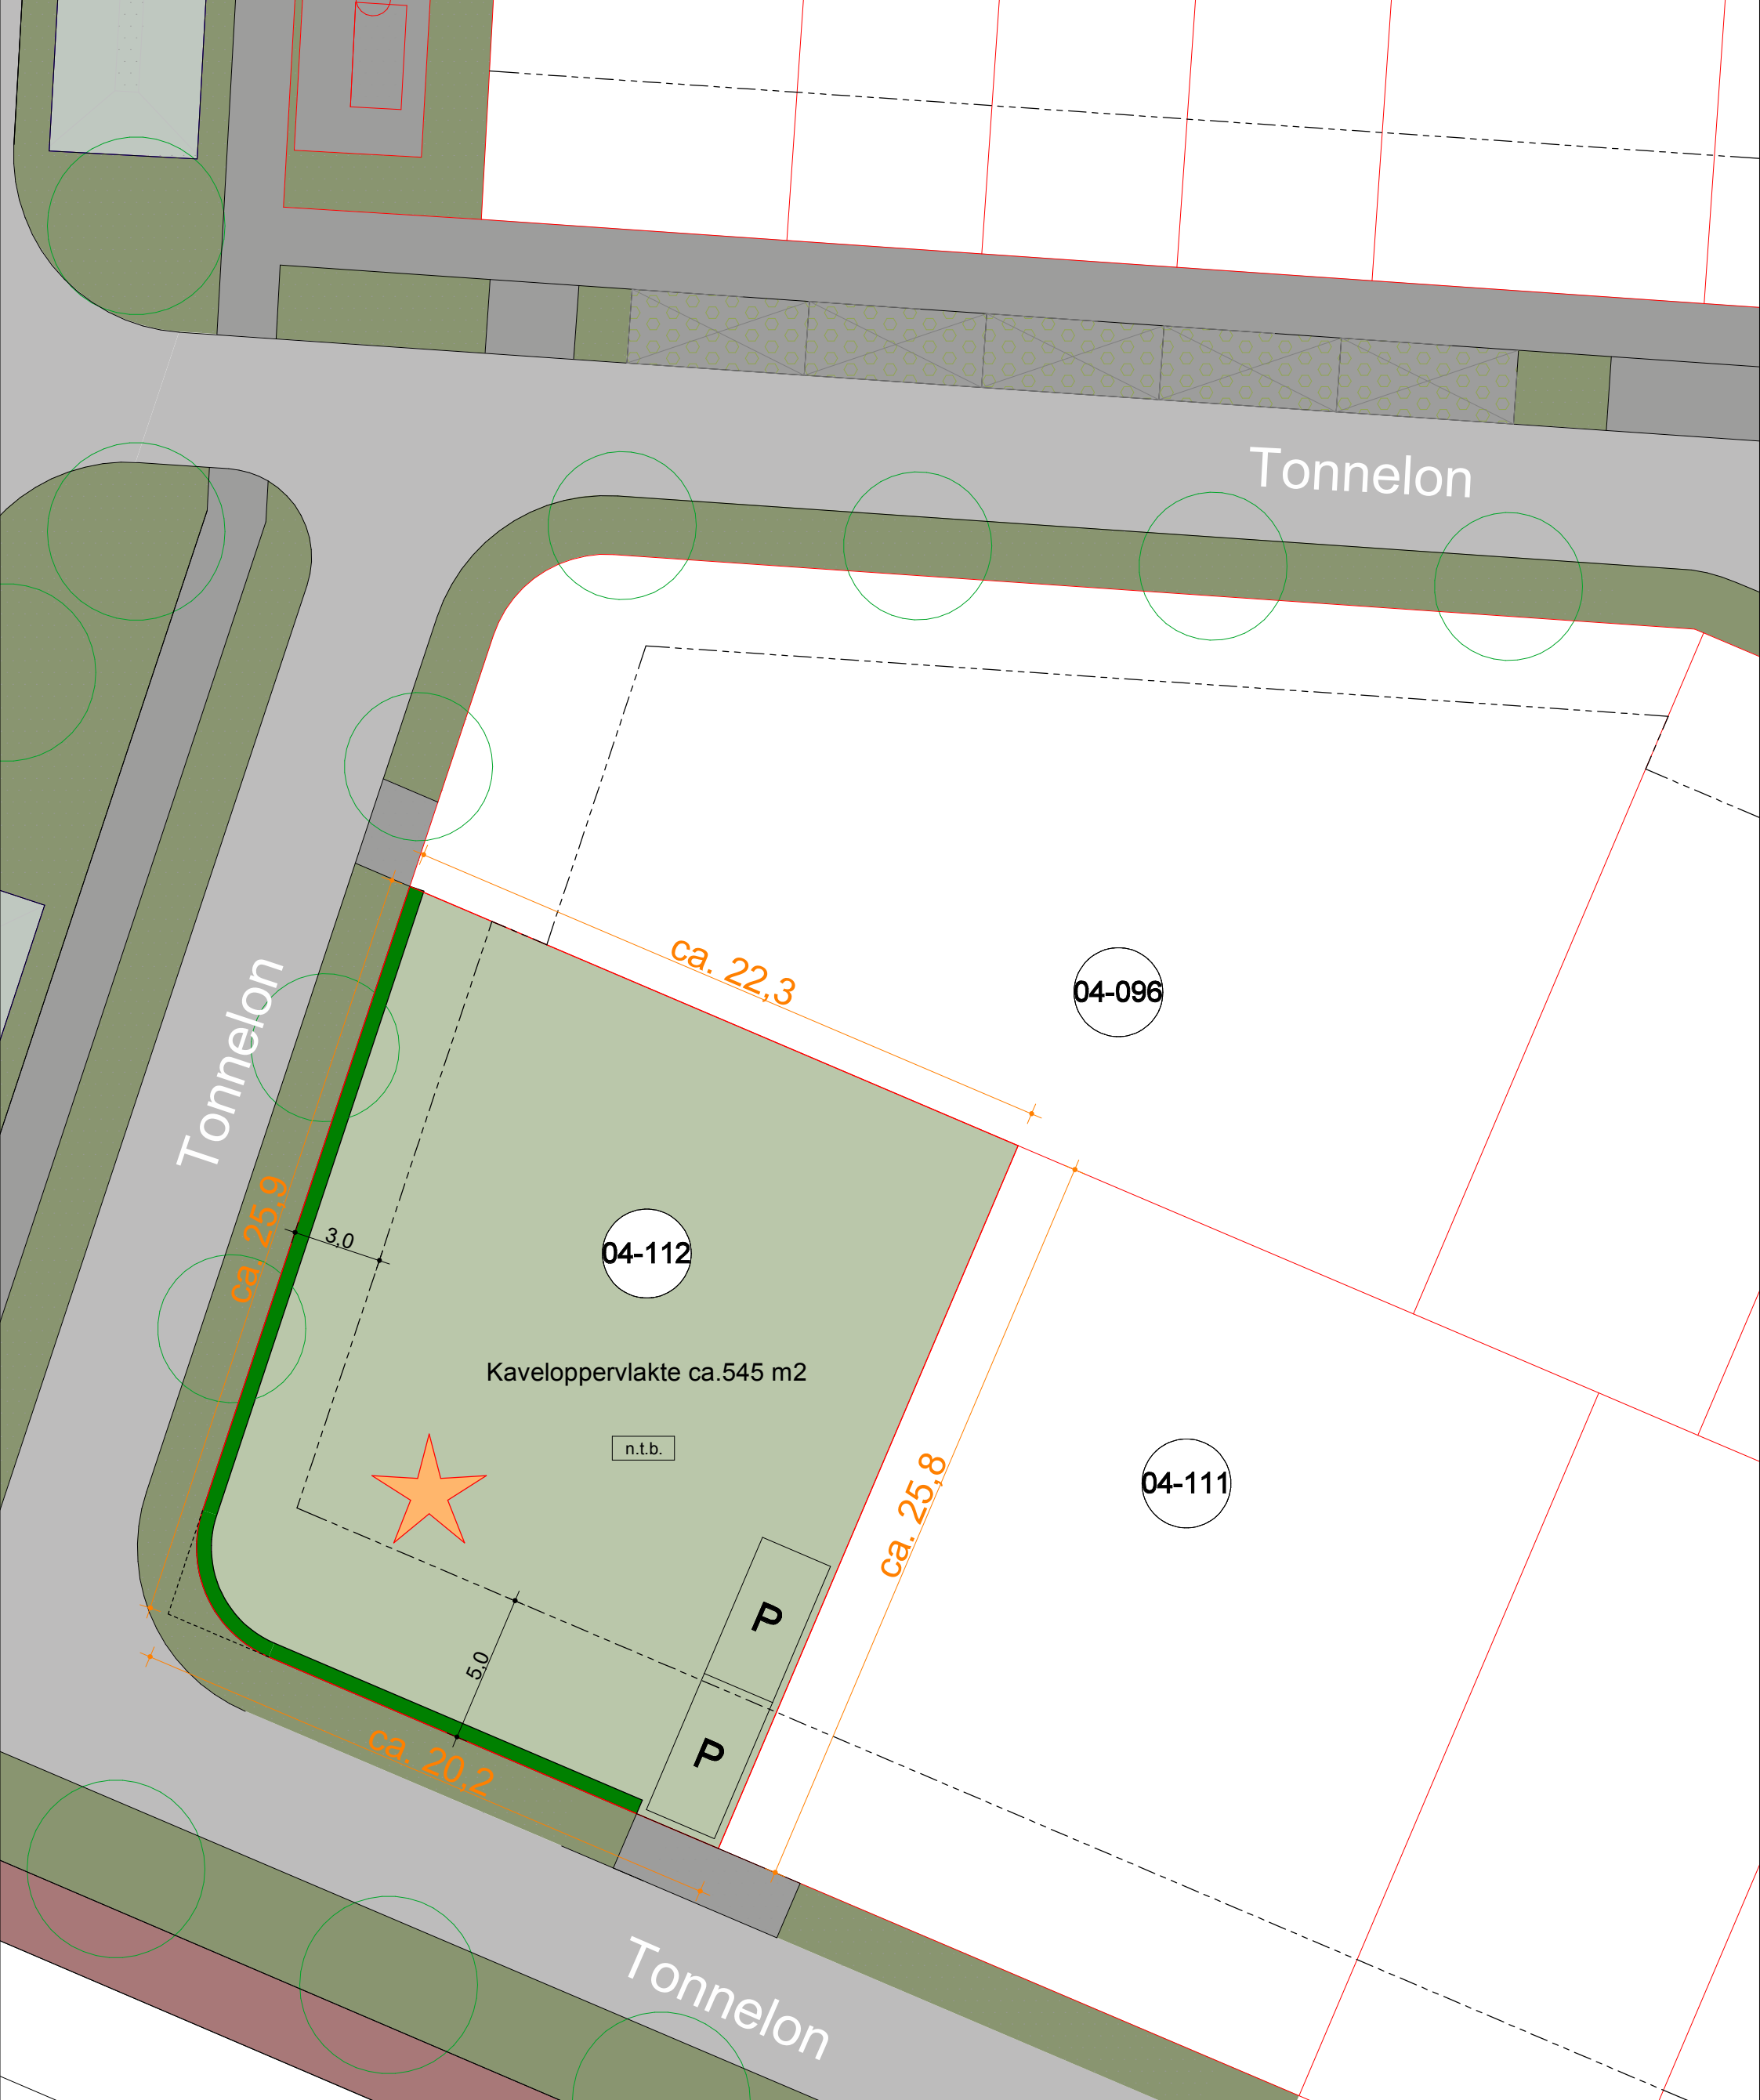 Tonnelon
ca. 22,3
04-096
Tonnelon
ca. 25,9
3,0
04-112
Kaveloppervlakte ca.545 m2
n.t.b.
ca. 25,8
04-111
P
5,0
P
ca. 20,2
Tonnelon